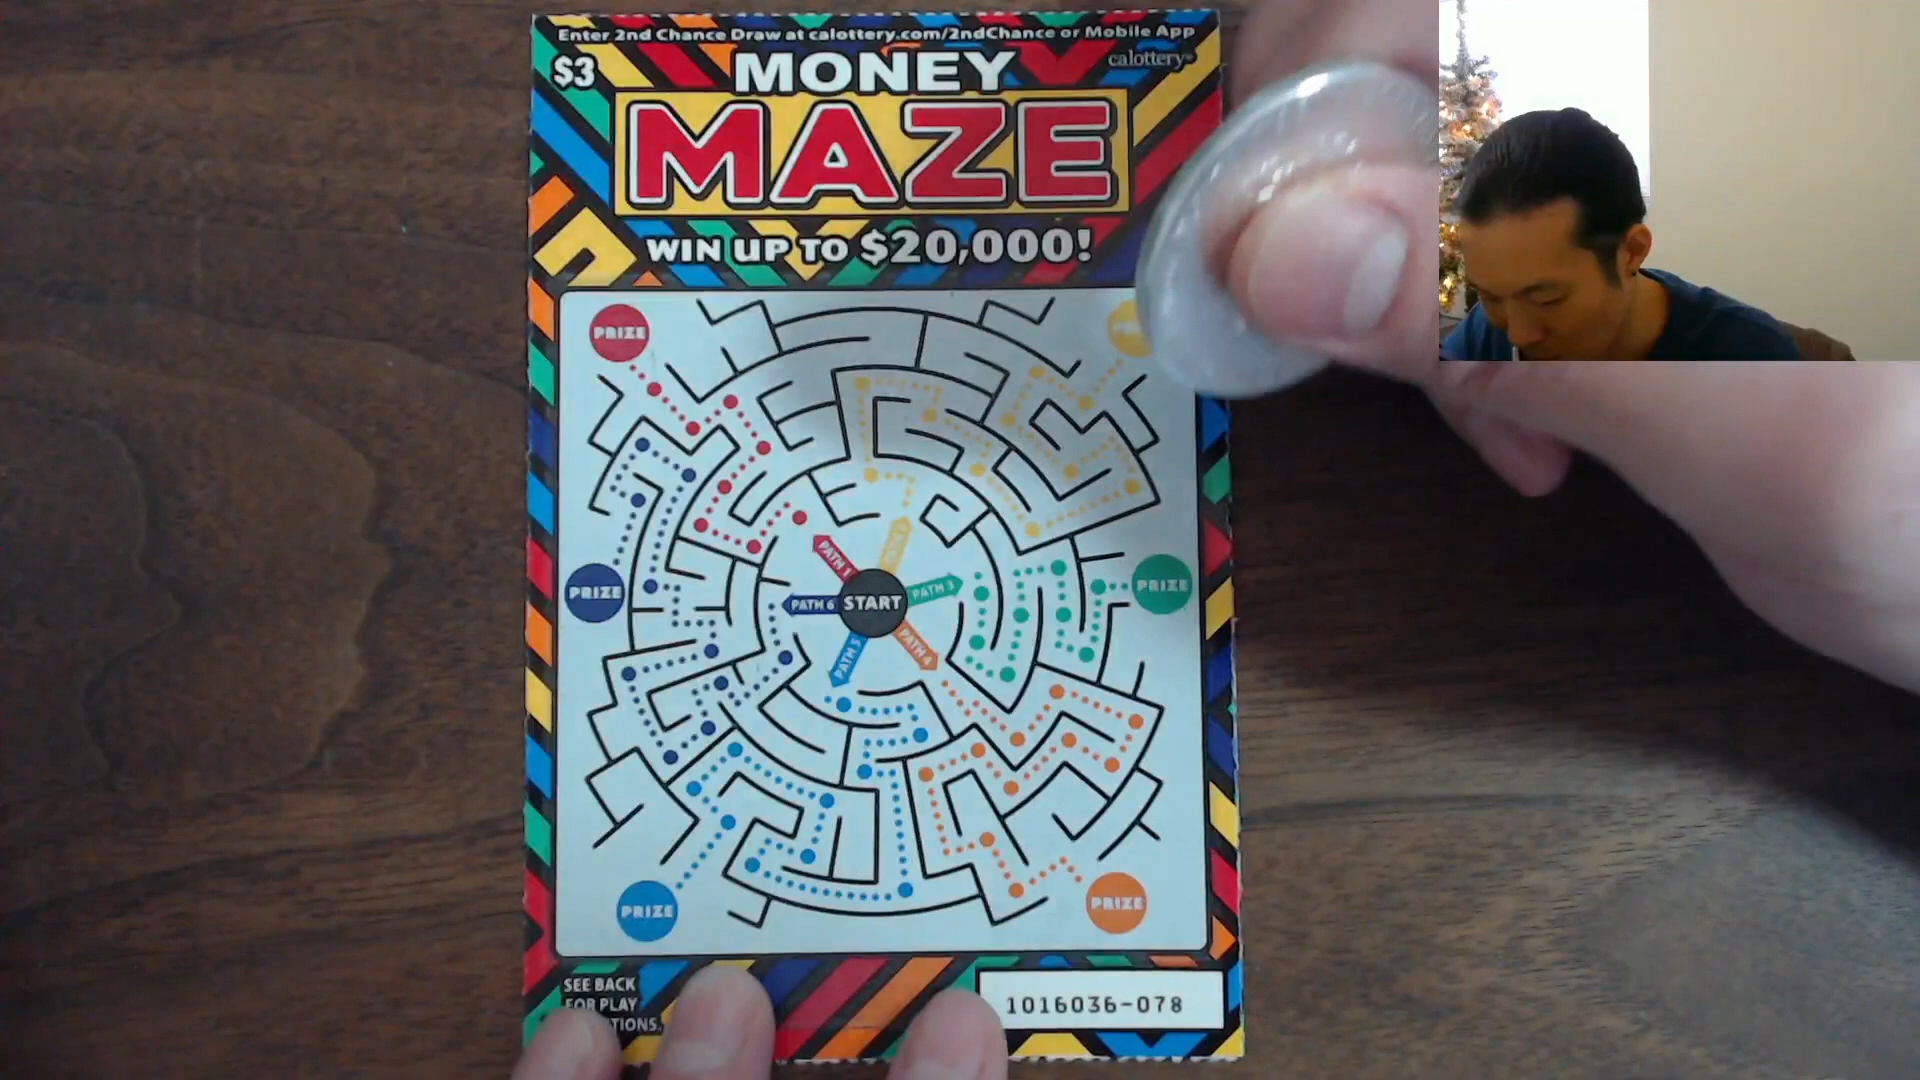 Enter 2nd Chance Draw at calottery.com/2ndChance or Mobile App
$3
calottery
MONEY
MAZE
WIN UP TO $20,000!
PRIZE
PATH 1
PATH 3
PRIZE
PRIZE
PATH 6
START
PATH 4
PATH 5
PRIZE
PRIZE
SEE BACK
FOR PLAY
1016036-078